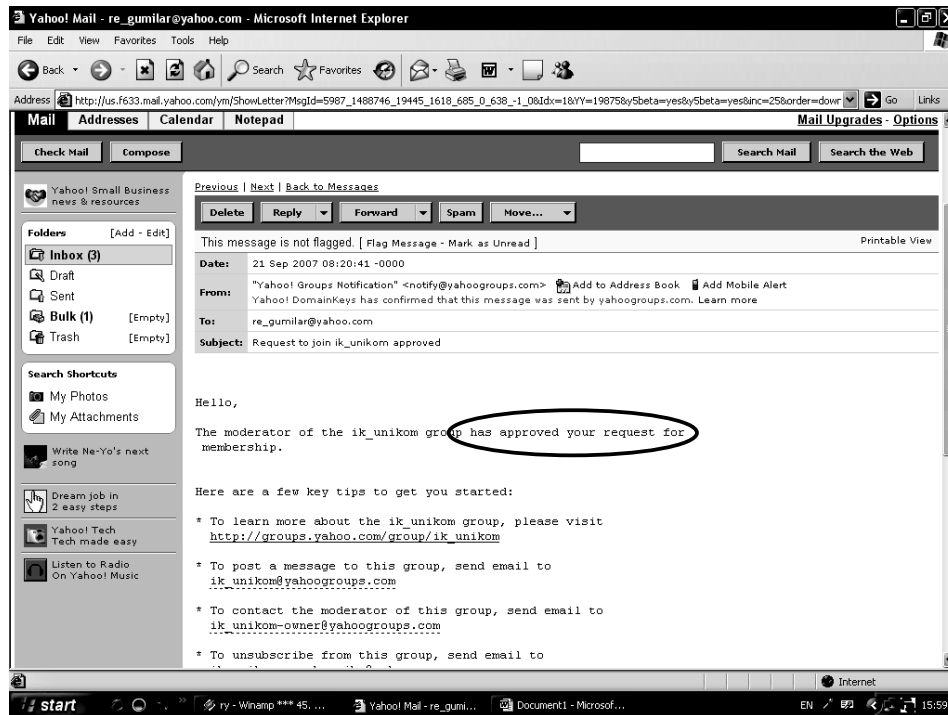 Yahoo! Mail - re_gumilar@yahoo.com - Microsoft Internet Explorer
File Edit View Favorites Tools Help
Back Search Favorites
Address http://us.f633.mail.yahoo.com/ym/ShowLetter?MsgId=5987_1488746_19445_1618_685_0_638_-1_0&Idx=1&YY=19875&y5beta=yes&y5beta=yes&inc=25&order=down Go Links
Mail Addresses Calendar Notepad Mail Upgrades - Options
Check Mail Compose Search Mail Search the Web
Yahoo! Small Business
news & resources
Folders [Add - Edit]
Inbox (3)
Draft
Sent
Bulk (1) [Empty]
Trash [Empty]
Search Shortcuts
My Photos
My Attachments
Write Ne-Yo's next
song
Dream job in
2 easy steps
Yahoo! Tech
Tech made easy
Listen to Radio
On Yahoo! Music
Previous | Next | Back to Messages
Delete Reply Forward Spam Move...
This message is not flagged. [ Flag Message - Mark as Unread ] Printable View
Date: 21 Sep 2007 08:20:41 -0000
From: "Yahoo! Groups Notification" <notify@yahoogroups.com> Add to Address Book Add Mobile Alert
Yahoo! DomainKeys has confirmed that this message was sent by yahoogroups.com. Learn more
To: re_gumilar@yahoo.com
Subject: Request to join ik_unikom approved
Hello,
The moderator of the ik_unikom group has approved your request for
membership.
Here are a few key tips to get you started:
* To learn more about the ik_unikom group, please visit
http://groups.yahoo.com/group/ik_unikom
* To post a message to this group, send email to
ik_unikom@yahoogroups.com
* To contact the moderator of this group, send email to
ik_unikom-owner@yahoogroups.com
* To unsubscribe from this group, send email to
Internet
start ry - Winamp *** 45. ... Yahoo! Mail - re_gumi... Document1 - Microsof... EN 15:59